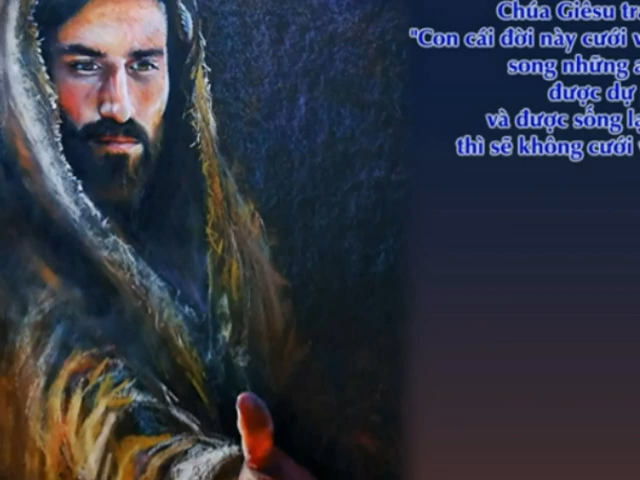 Chúa Giêsu tr
"Con cái đời này cưới v
song những
được dự
và được sống lạ
thì sẽ không cưới